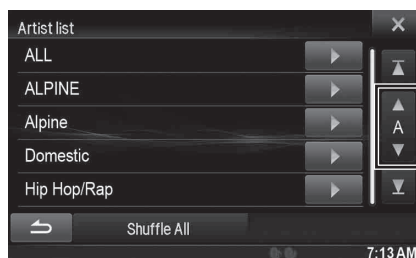 Artist list
ALL
ALPINE
Alpine
A
Domestic
Hip Hop/Rap
Shuffle All
7:13 AM